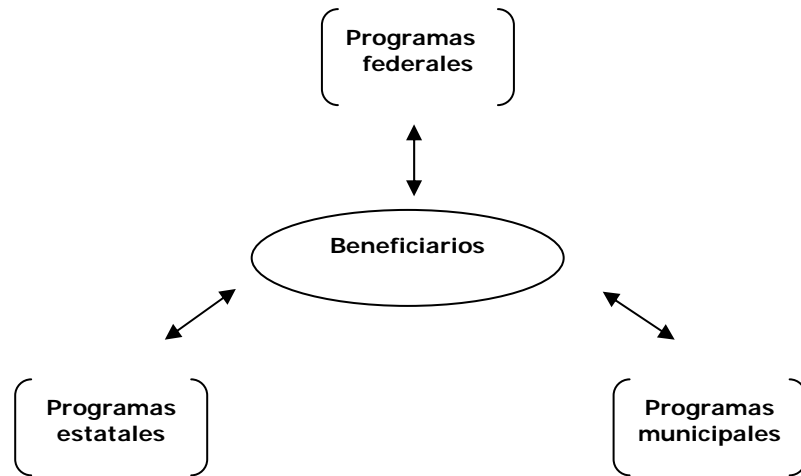 Programas
federales
Beneficiarios
Programas
estatales
Programas
municipales